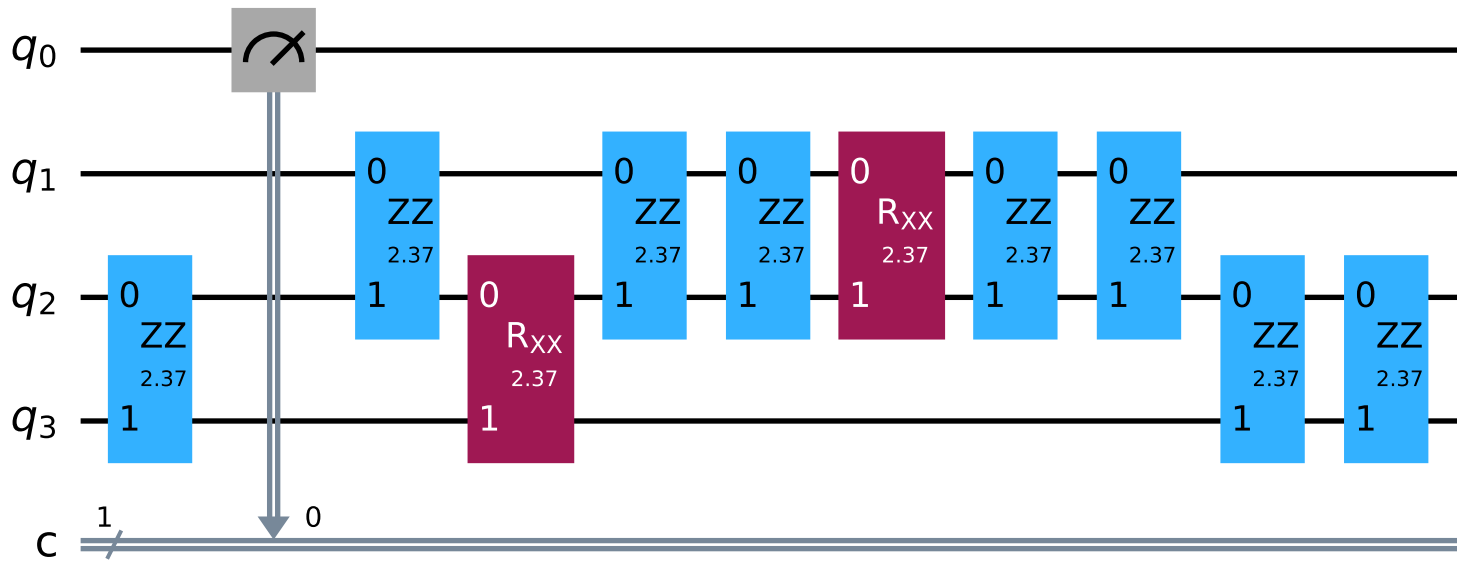 q0
0 0 0 0 0 0
q1
ZZ ZZ ZZ RXX ZZ ZZ
2.37 2.37 2.37 2.37 2.37 2.37
0 1 0 1 1 1 1 1 0 0
q2
ZZ RXX ZZ ZZ
2.37 2.37 2.37 2.37
1 1 1 1
q3
1 0
c